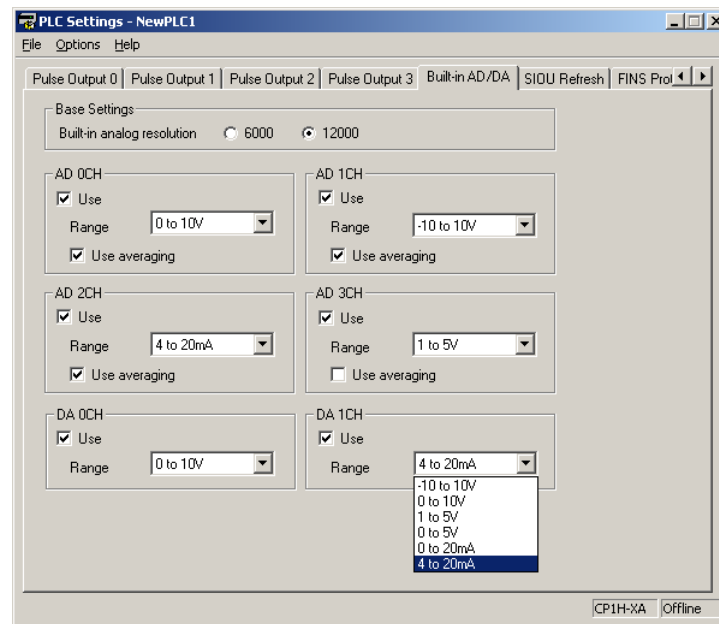 PLC Settings - NewPLC1
File Options Help
Pulse Output 0 Pulse Output 1 Pulse Output 2 Pulse Output 3 Built-in AD/DA SIOU Refresh FINS Prot
Base Settings
Built-in analog resolution 6000 12000
AD 0CH
Use
Range 0 to 10V
Use averaging
AD 1CH
Use
Range -10 to 10V
Use averaging
AD 2CH
Use
Range 4 to 20mA
Use averaging
AD 3CH
Use
Range 1 to 5V
Use averaging
DA 0CH
Use
Range 0 to 10V
DA 1CH
Use
Range 4 to 20mA
-10 to 10V
0 to 10V
1 to 5V
0 to 5V
0 to 20mA
4 to 20mA
CP1H-XA Offline